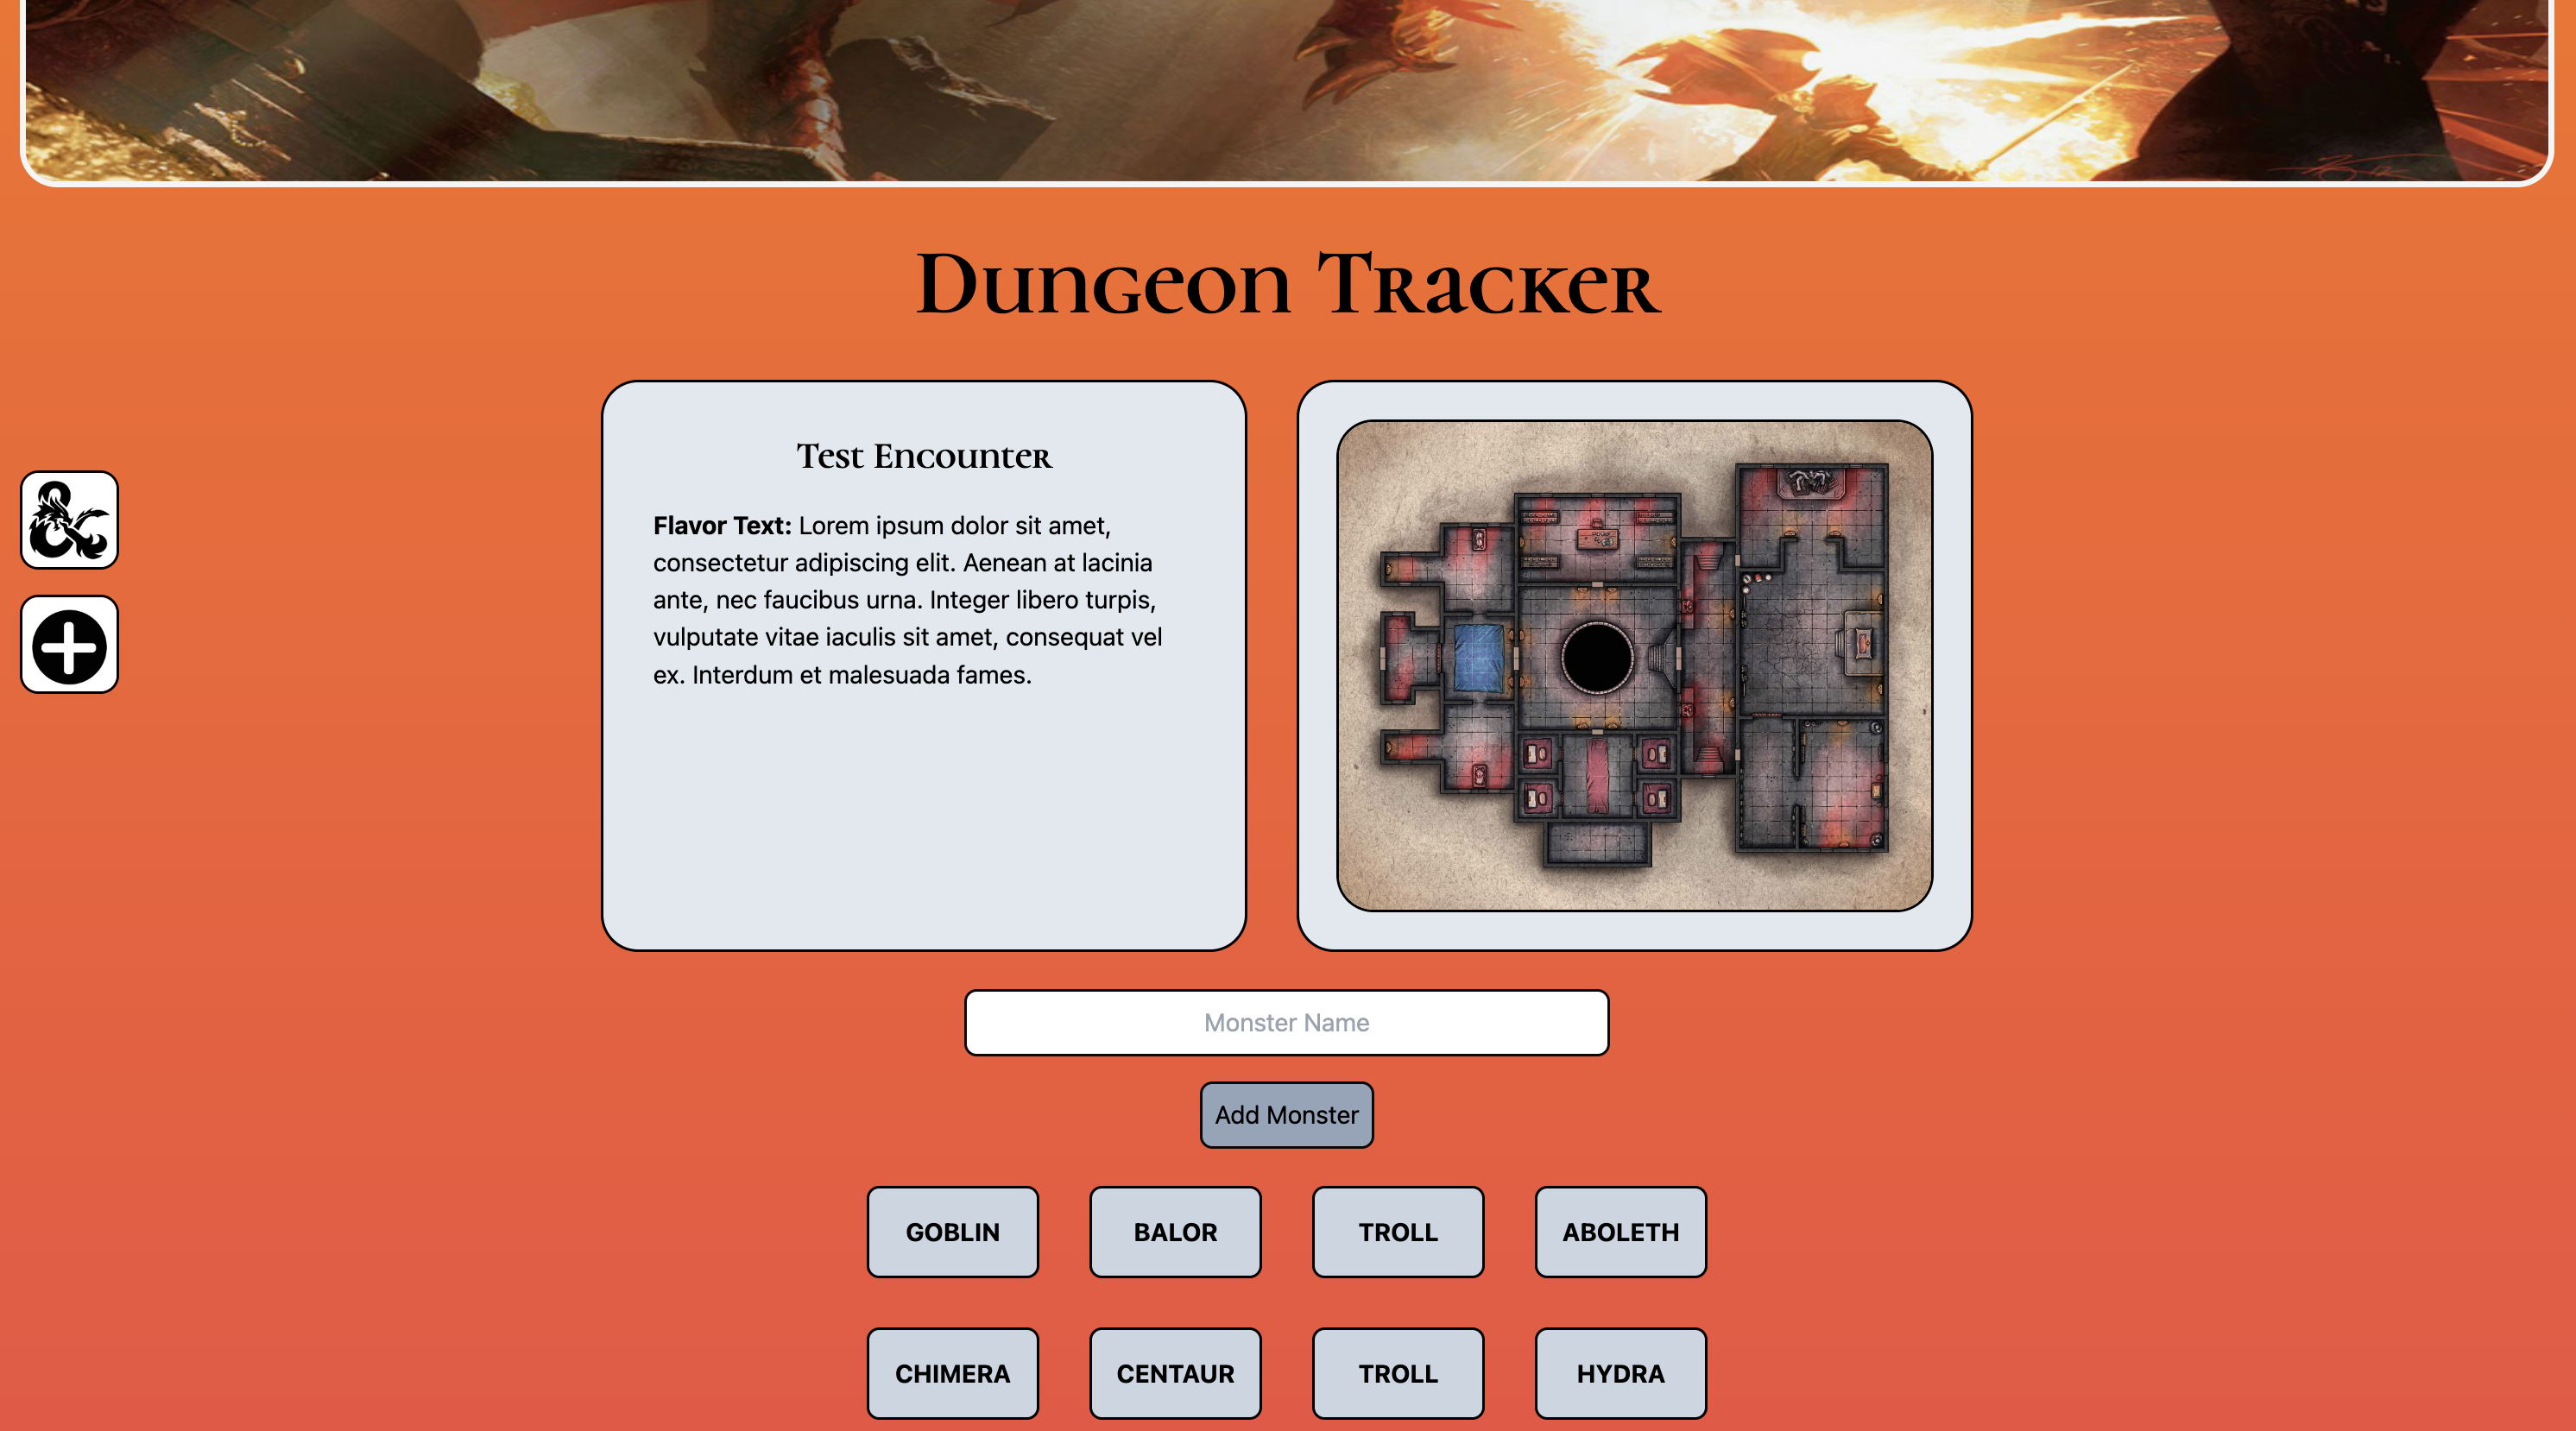 Dungeon Tracker
Test Encounter
Flavor Text: Lorem ipsum dolor sit amet,
consectetur adipiscing elit. Aenean at lacinia
ante, nec faucibus urna. Integer libero turpis,
vulputate vitae iaculis sit amet, consequat vel
ex. Interdum et malesuada fames.
Monster Name
Add Monster
GOBLIN
BALOR
TROLL
ABOLETH
CHIMERA
CENTAUR
TROLL
HYDRA